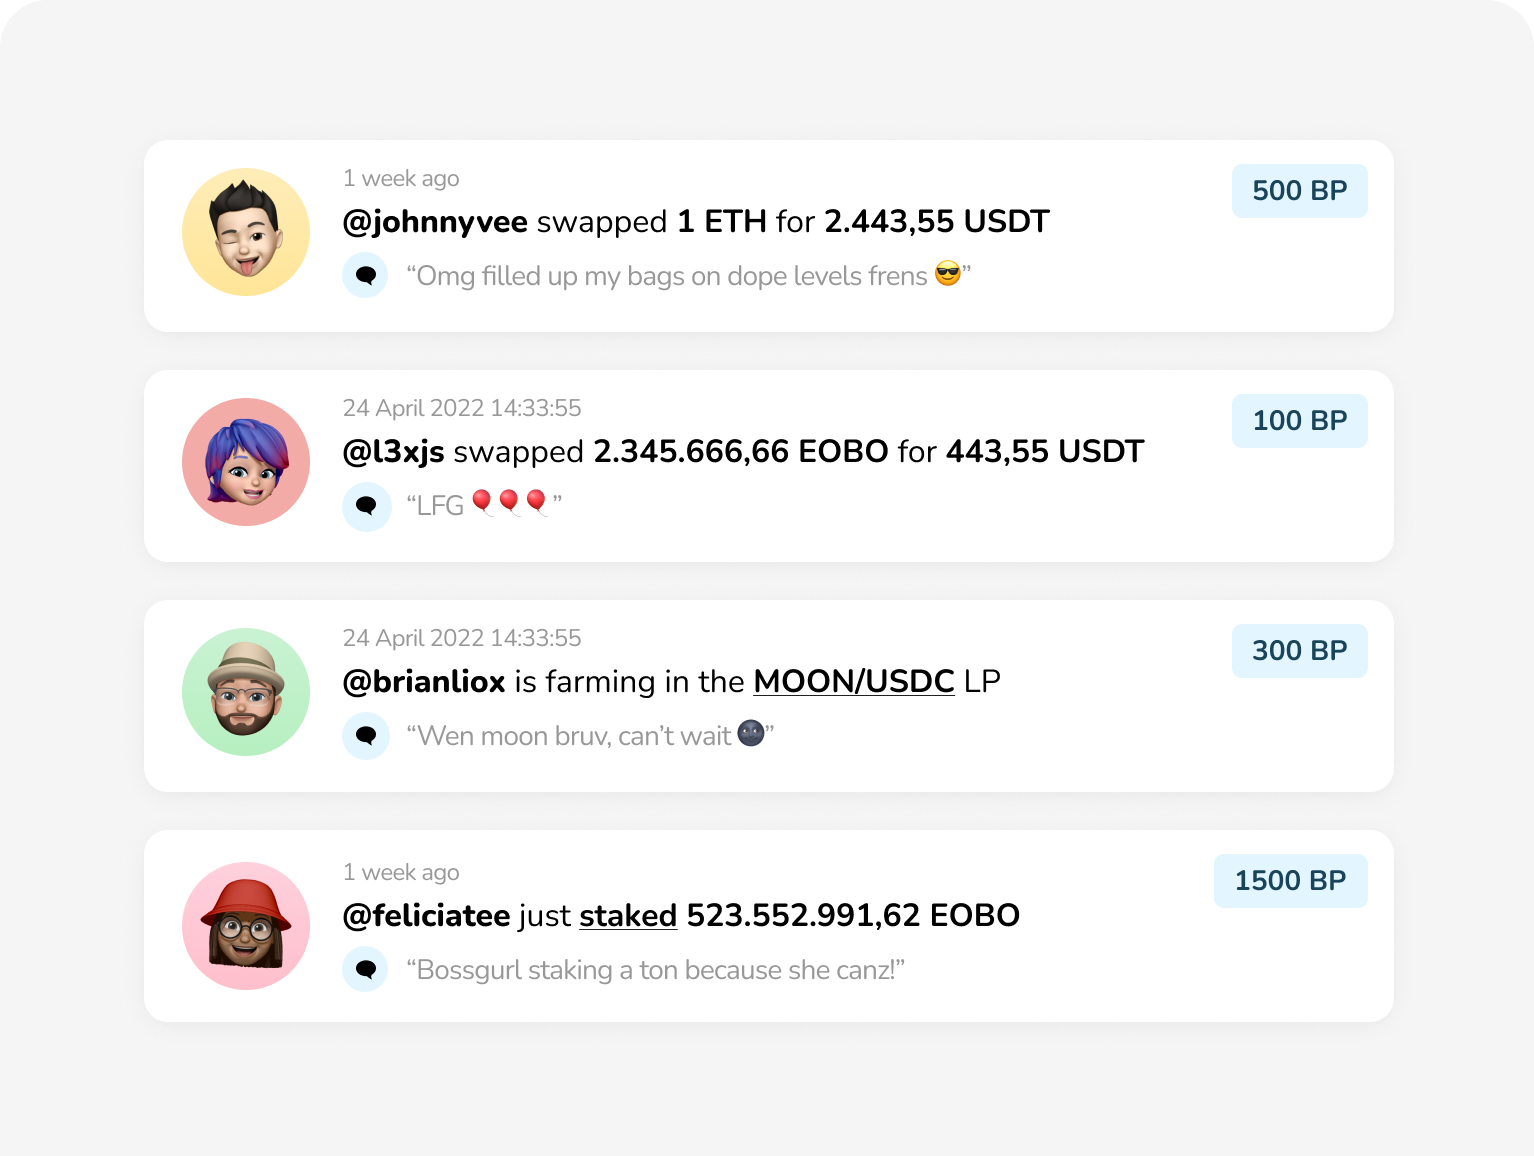 1 week ago
500 BP
@johnnyvee swapped 1 ETH for 2.443,55 USDT
“Omg filled up my bags on dope levels frens 😎”
24 April 2022 14:33:55
100 BP
@l3xjs swapped 2.345.666,66 EOBO for 443,55 USDT
“LFG 🎈🎈🎈”
24 April 2022 14:33:55
300 BP
@brianliox is farming in the MOON/USDC LP
“Wen moon bruv, can’t wait 🌚”
1 week ago
1500 BP
@feliciatee just staked 523.552.991,62 EOBO
“Bossgurl staking a ton because she canz!”